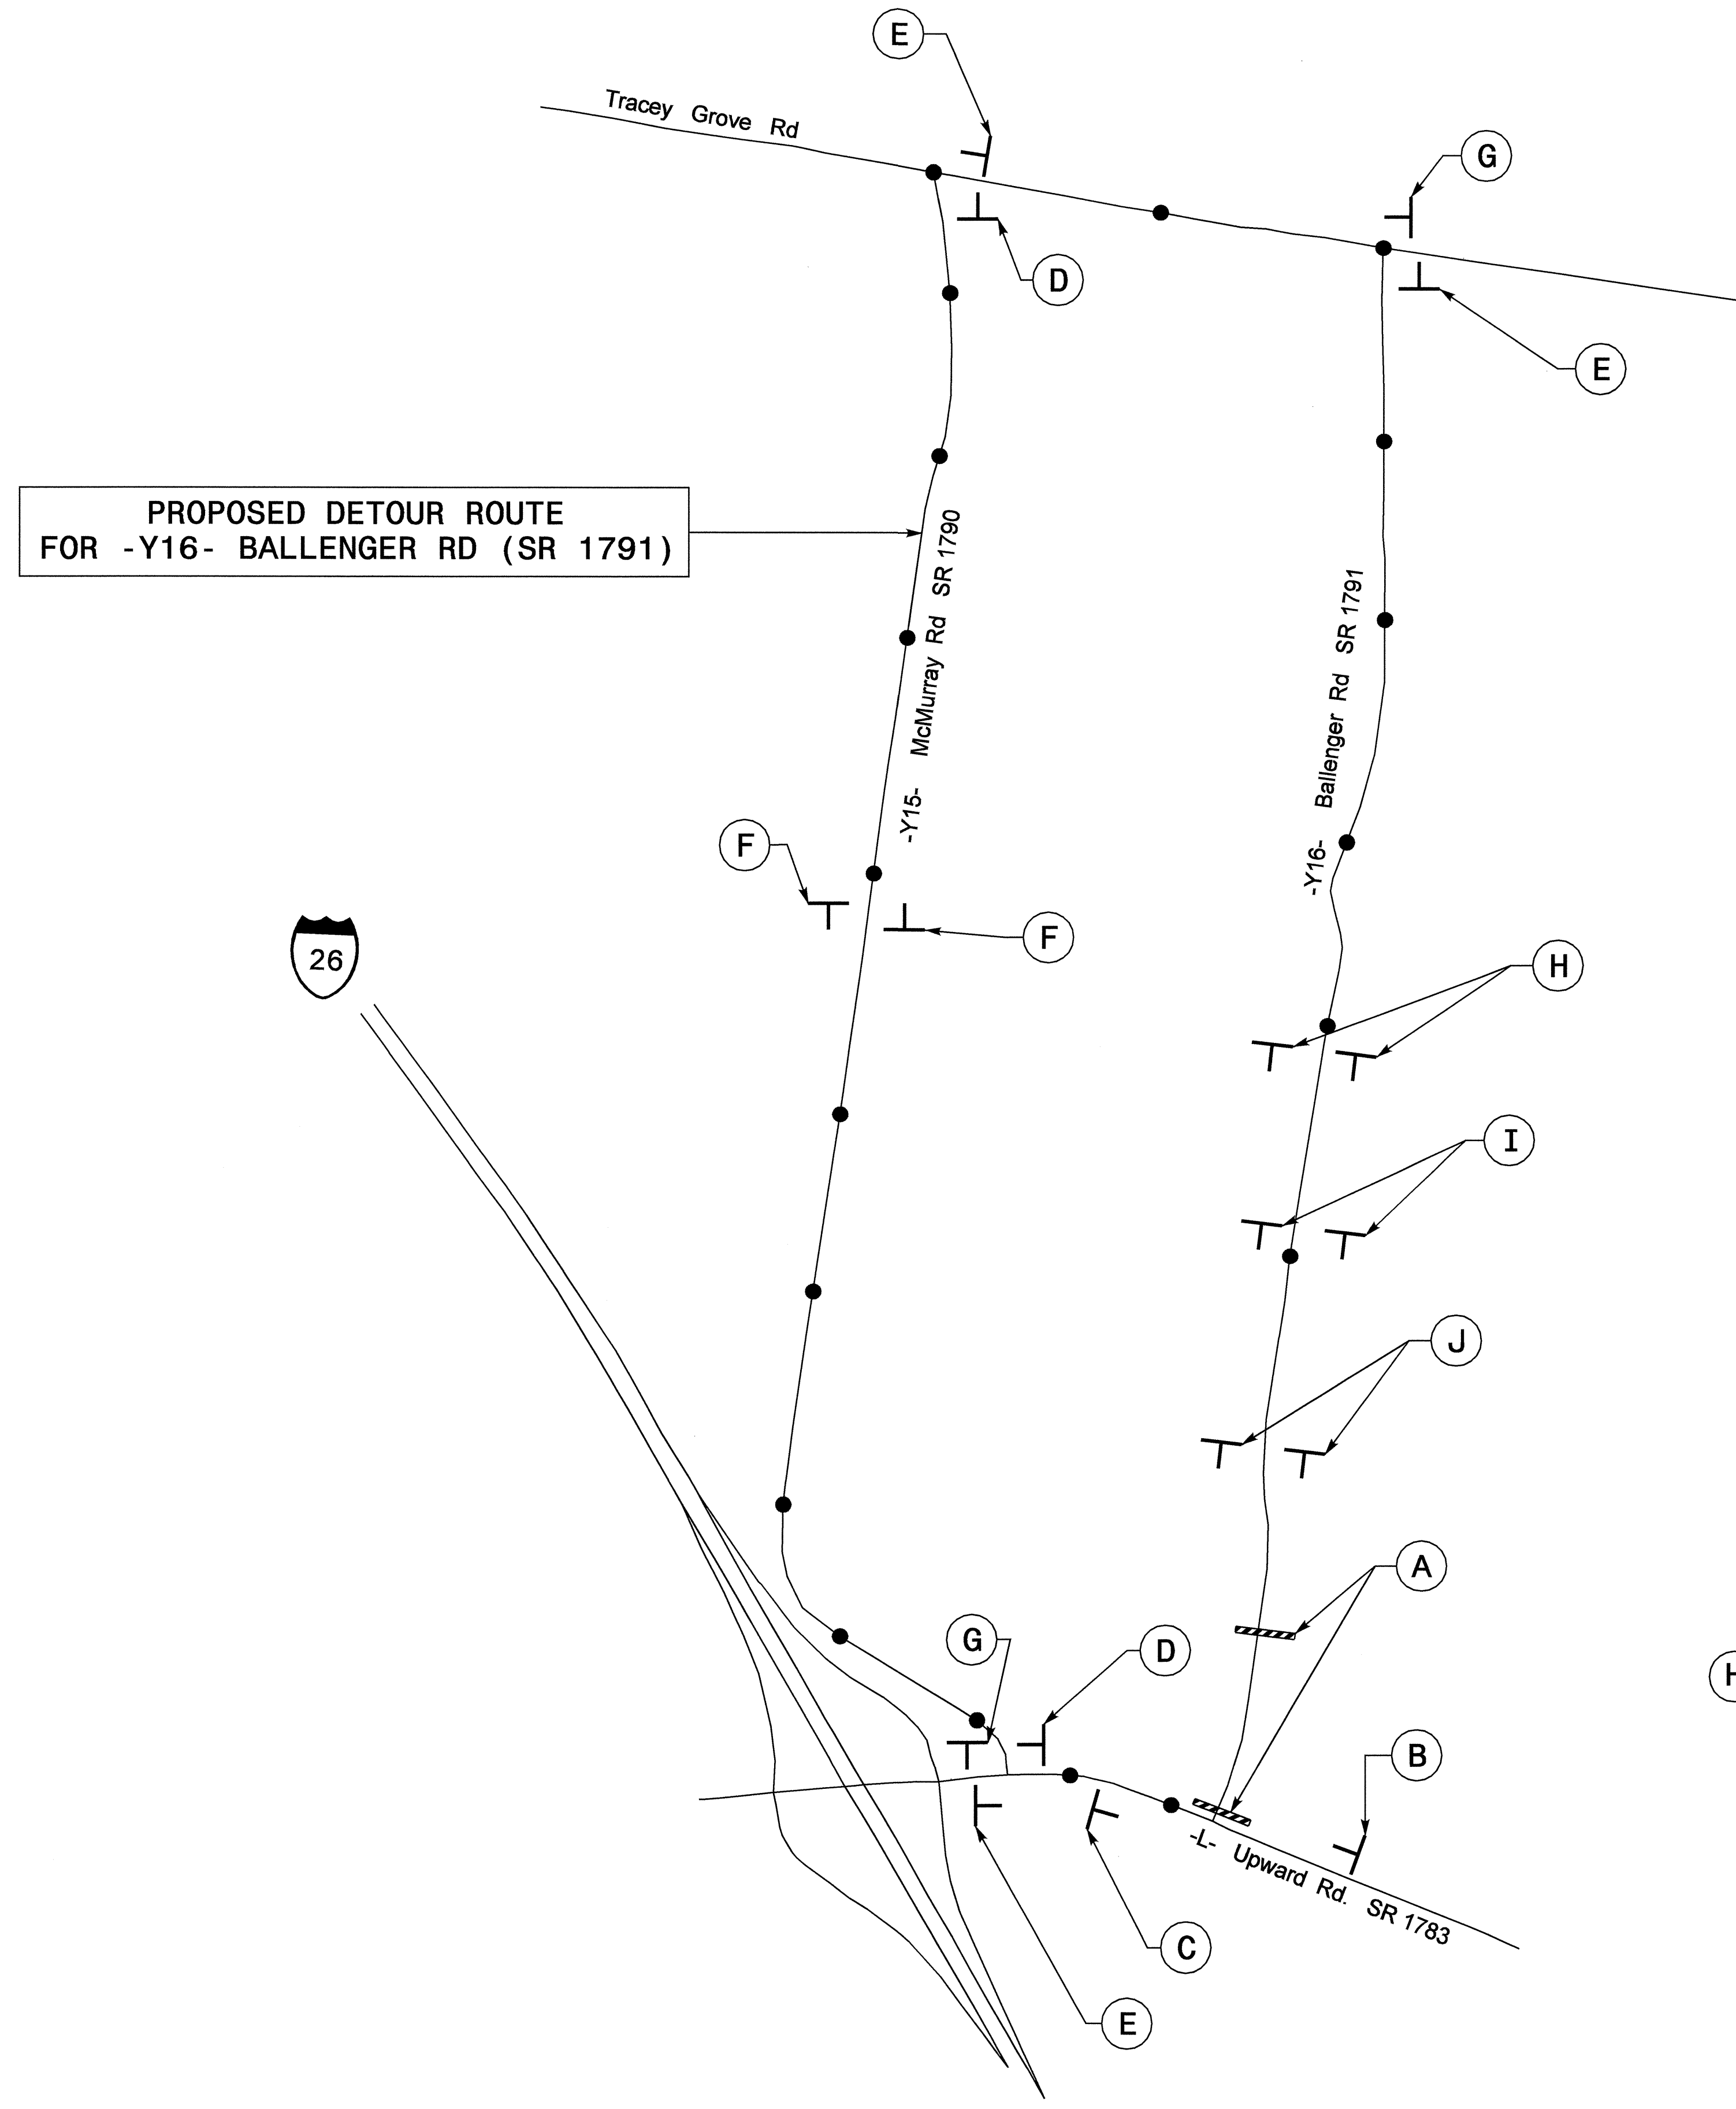 E
Tracey Grove Rd
G
D
E
PROPOSED DETOUR ROUTE
FOR -Y16- BALLENGER RD (SR 1791)
-Y15- McMurray Rd SR 1790
-Y16- Ballenger Rd SR 1791
F
F
26
H
I
J
A
G
D
H
B
-L- Upward Rd. SR 1783
C
E